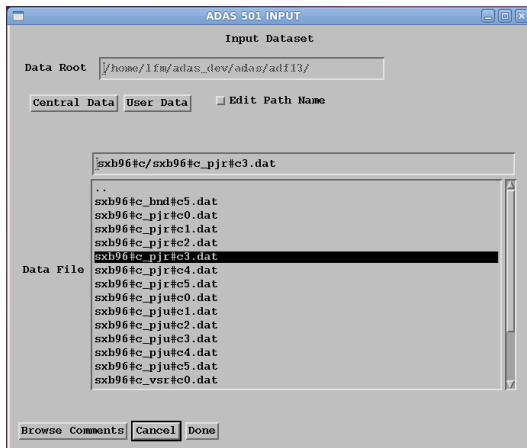 ADAS 501 INPUT
Input Dataset
Data Root /home/lfm/adas_dev/adas/adf13/
Central Data User Data Edit Path Name
sxb96#c/sxb96#c_pjr#c3.dat
..
sxb96#c_bnd#c5.dat
sxb96#c_pjr#c0.dat
sxb96#c_pjr#c1.dat
sxb96#c_pjr#c2.dat
sxb96#c_pjr#c3.dat
Data File
sxb96#c_pjr#c4.dat
sxb96#c_pjr#c5.dat
sxb96#c_pju#c0.dat
sxb96#c_pju#c1.dat
sxb96#c_pju#c2.dat
sxb96#c_pju#c3.dat
sxb96#c_pju#c4.dat
sxb96#c_pju#c5.dat
sxb96#c_vsr#c0.dat
Browse Comments Cancel Done